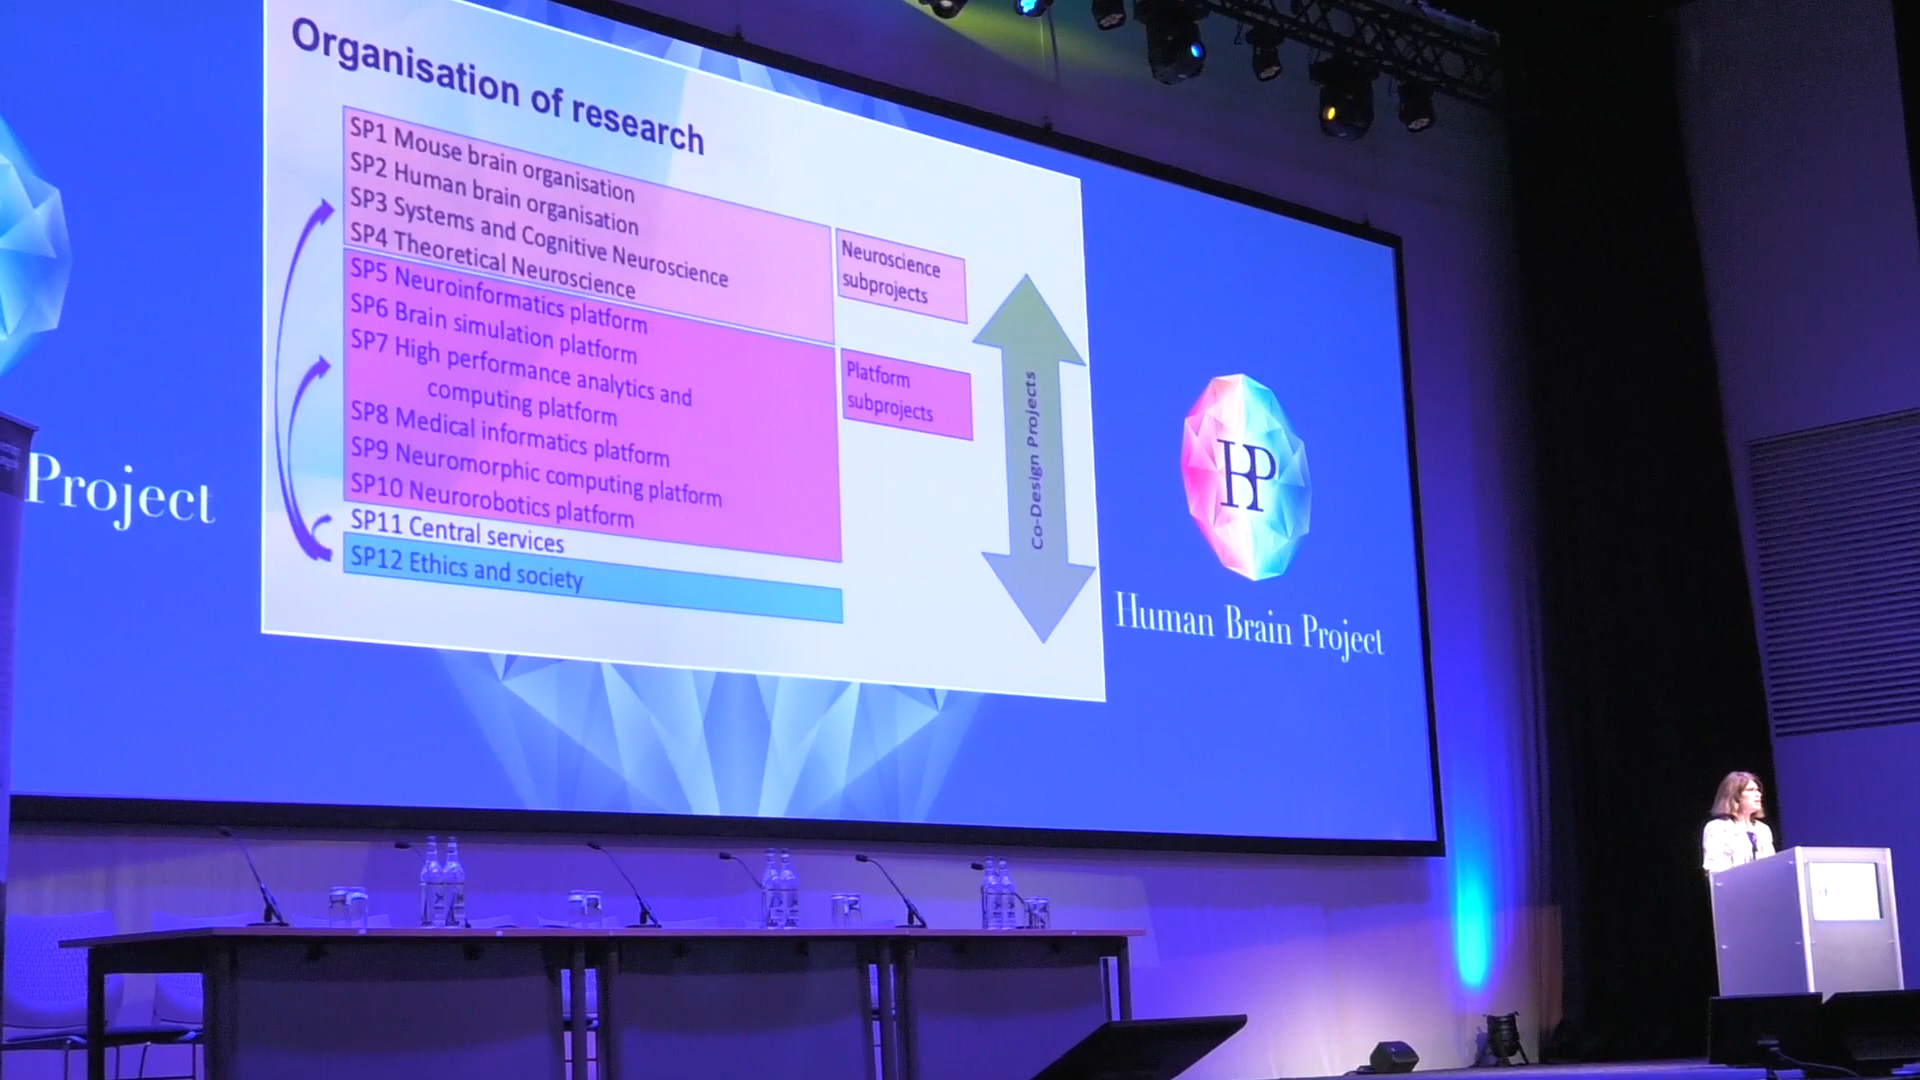 Organisation of research
SP1 Mouse brain organisation
SP2 Human brain organisation
SP3 Systems and Cognitive Neuroscience
SP4 Theoretical Neuroscience
SP5 Neuroinformatics platform
SP6 Brain simulation platform
SP7 High performance analytics and
computing platform
SP8 Medical informatics platform
SP9 Neuromorphic computing platform
SP10 Neurorobotics platform
SP11 Central services
SP12 Ethics and society
Neuroscience
subprojects
Platform
subprojects
Co-Design Projects
Project
HP
Human Brain Project